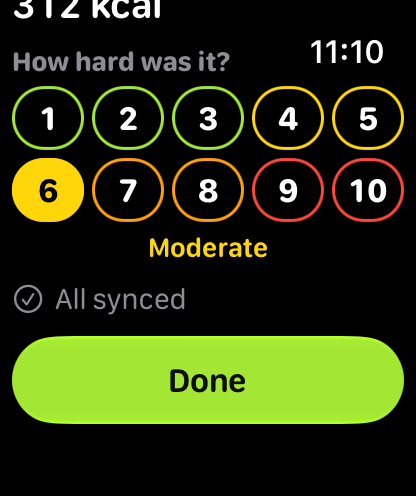 312 kcal
11:10
How hard was it?
1 2 3 4 5
6 7 8 9 10
Moderate
All synced
Done